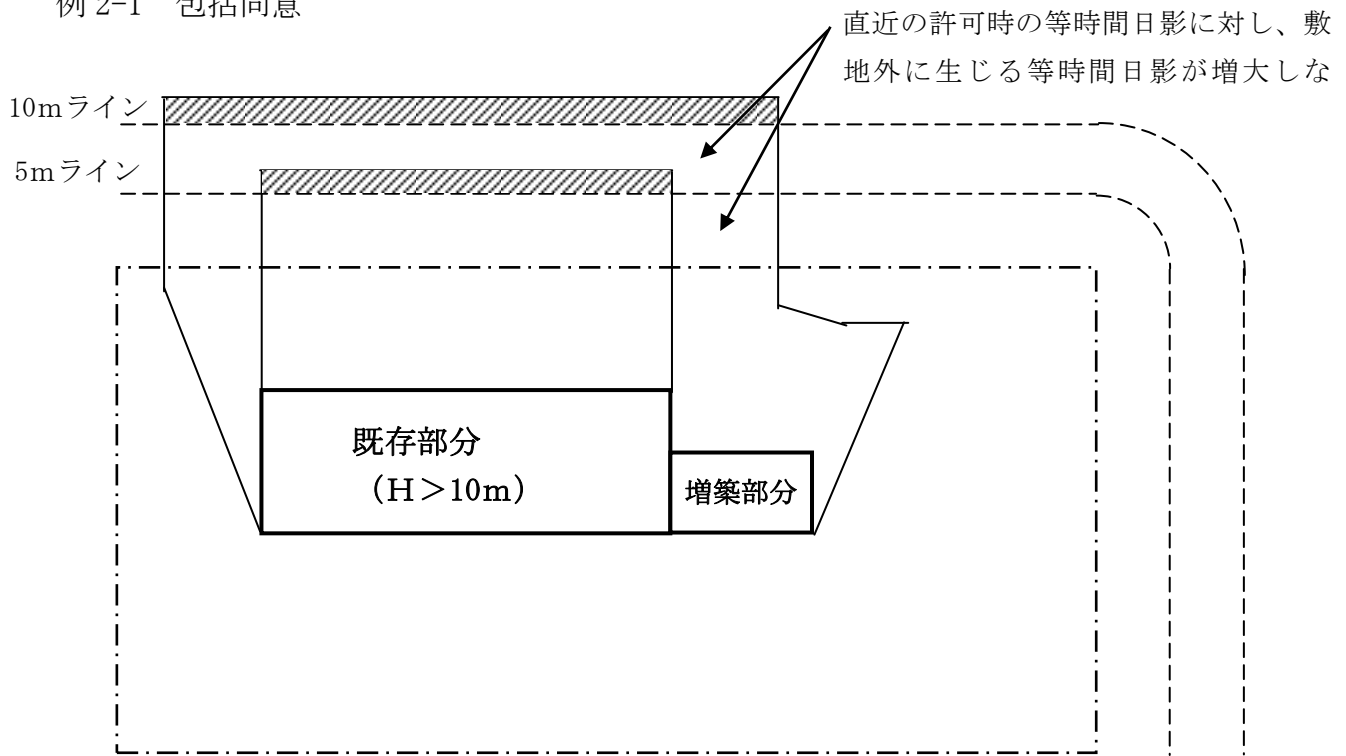 例 2-1 包括同意
直近の許可時の等時間日影に対し、敷
地外に生じる等時間日影が増大しな
10mライン
5mライン
既存部分
（H＞10m）
増築部分